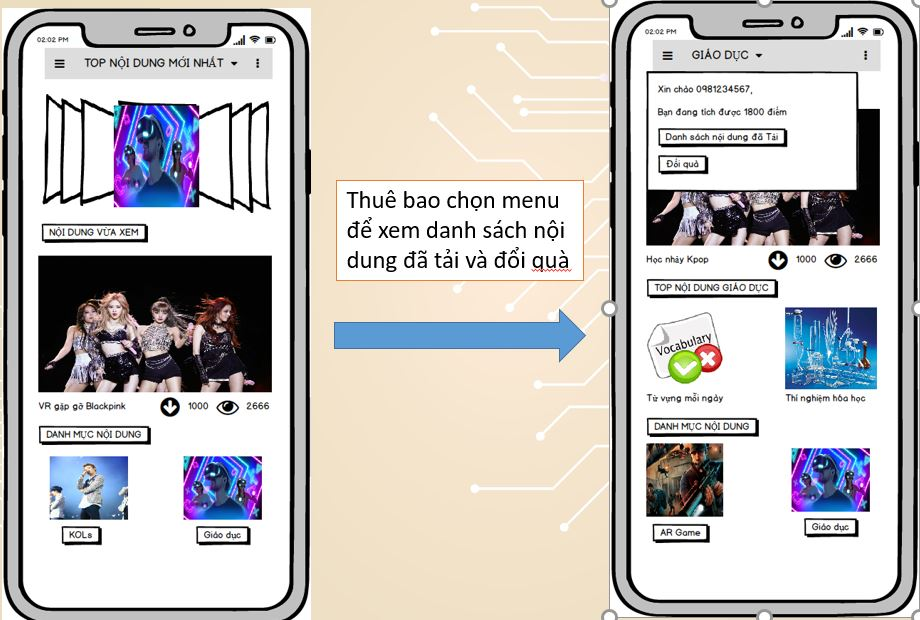 02:02 PM
TOP NỘI DUNG MỚI NHẤT
NỘI DUNG VỪA XEM
VR gặp gỡ Blackpink
1000
2666
DANH MỤC NỘI DUNG
KOLs
Giáo dục
Thuê bao chọn menu
để xem danh sách nội
dung đã tải và đổi quà
02:02 PM
GIÁO DỤC
Xin chào 0981234567,
Bạn đang tích được 1800 điểm
Danh sách nội dung đã Tải
Đổi quà
Học nhảy Kpop
1000
2666
TOP NỘI DUNG GIÁO DỤC
Vocabulary
Từ vựng mỗi ngày
Thí nghiệm hóa học
DANH MỤC NỘI DUNG
AR Game
Giáo dục